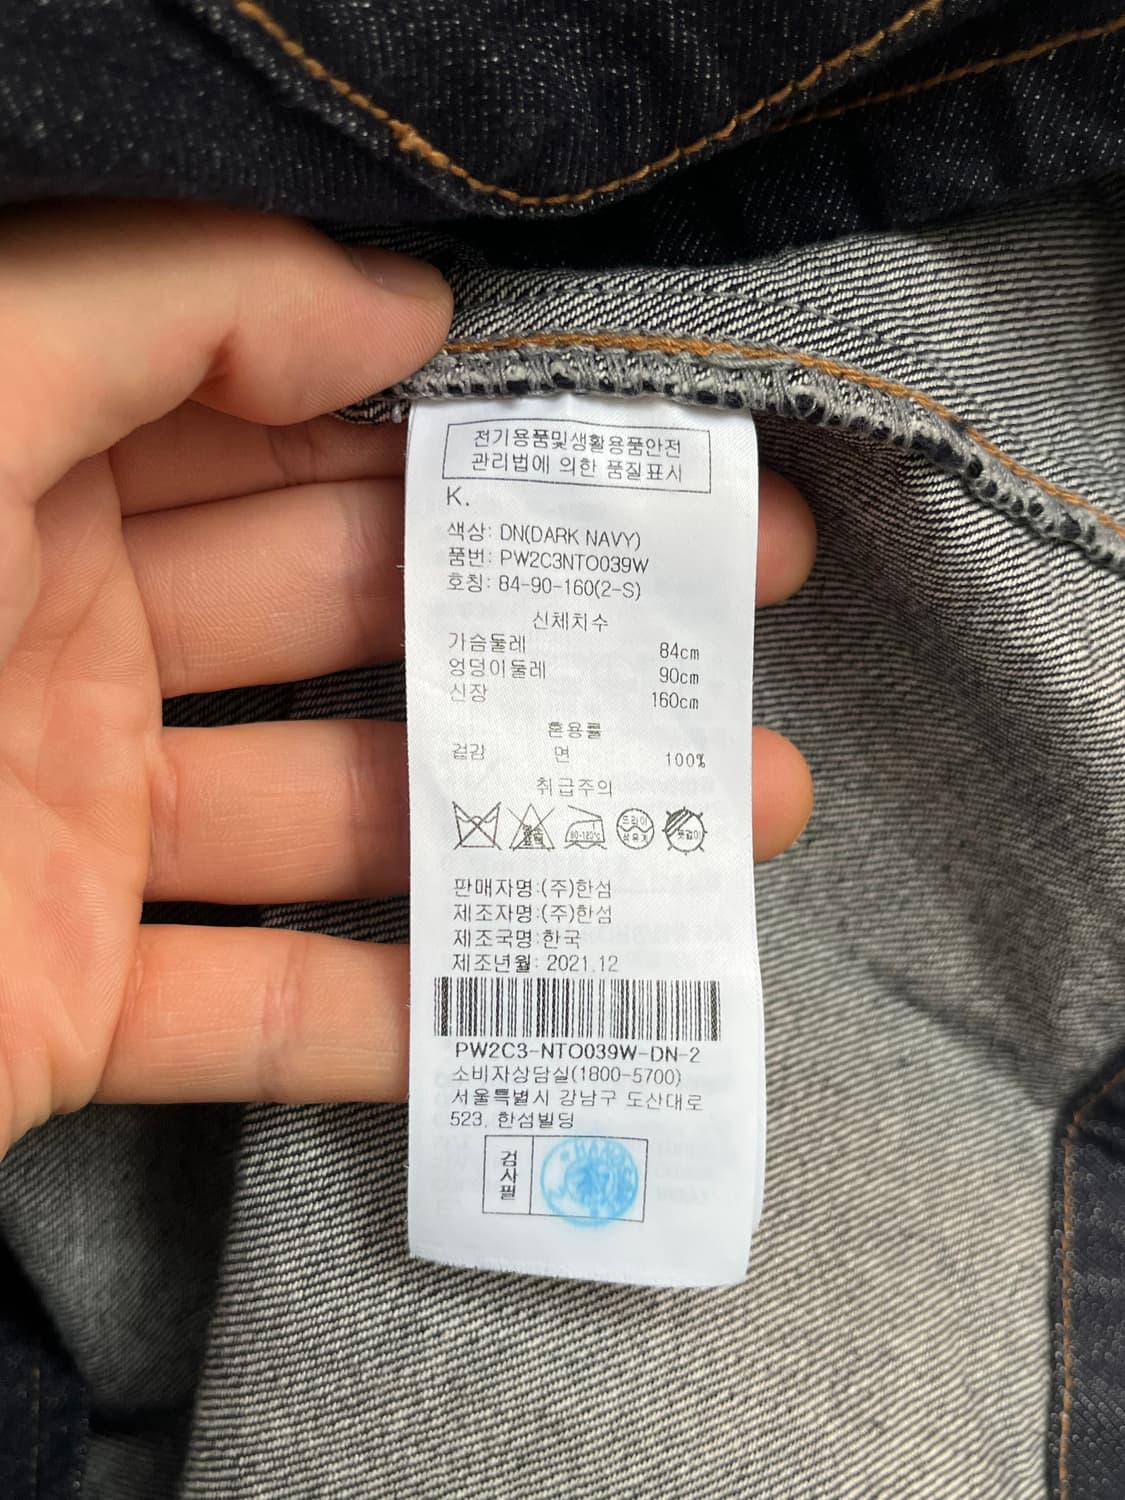 전기용품및생활용품안전
관리법에 의한 품질표시
K.
색상: DN(DARK NAVY)
품번: PW2C3NTO039W
호칭: 84-90-160(2-S)
신체치수
가슴둘레 84cm
엉덩이둘레 90cm
신장 160cm
혼용률
겉감 면 100%
취급주의
80-120℃ 드라이
판매자명:(주)한섬
제조자명:(주)한섬
제조국명:한국
제조년월: 2021.12
PW2C3-NTO039W-DN-2
소비자상담실(1800-5700)
서울특별시 강남구 도산대로
523, 한섬빌딩
검사필